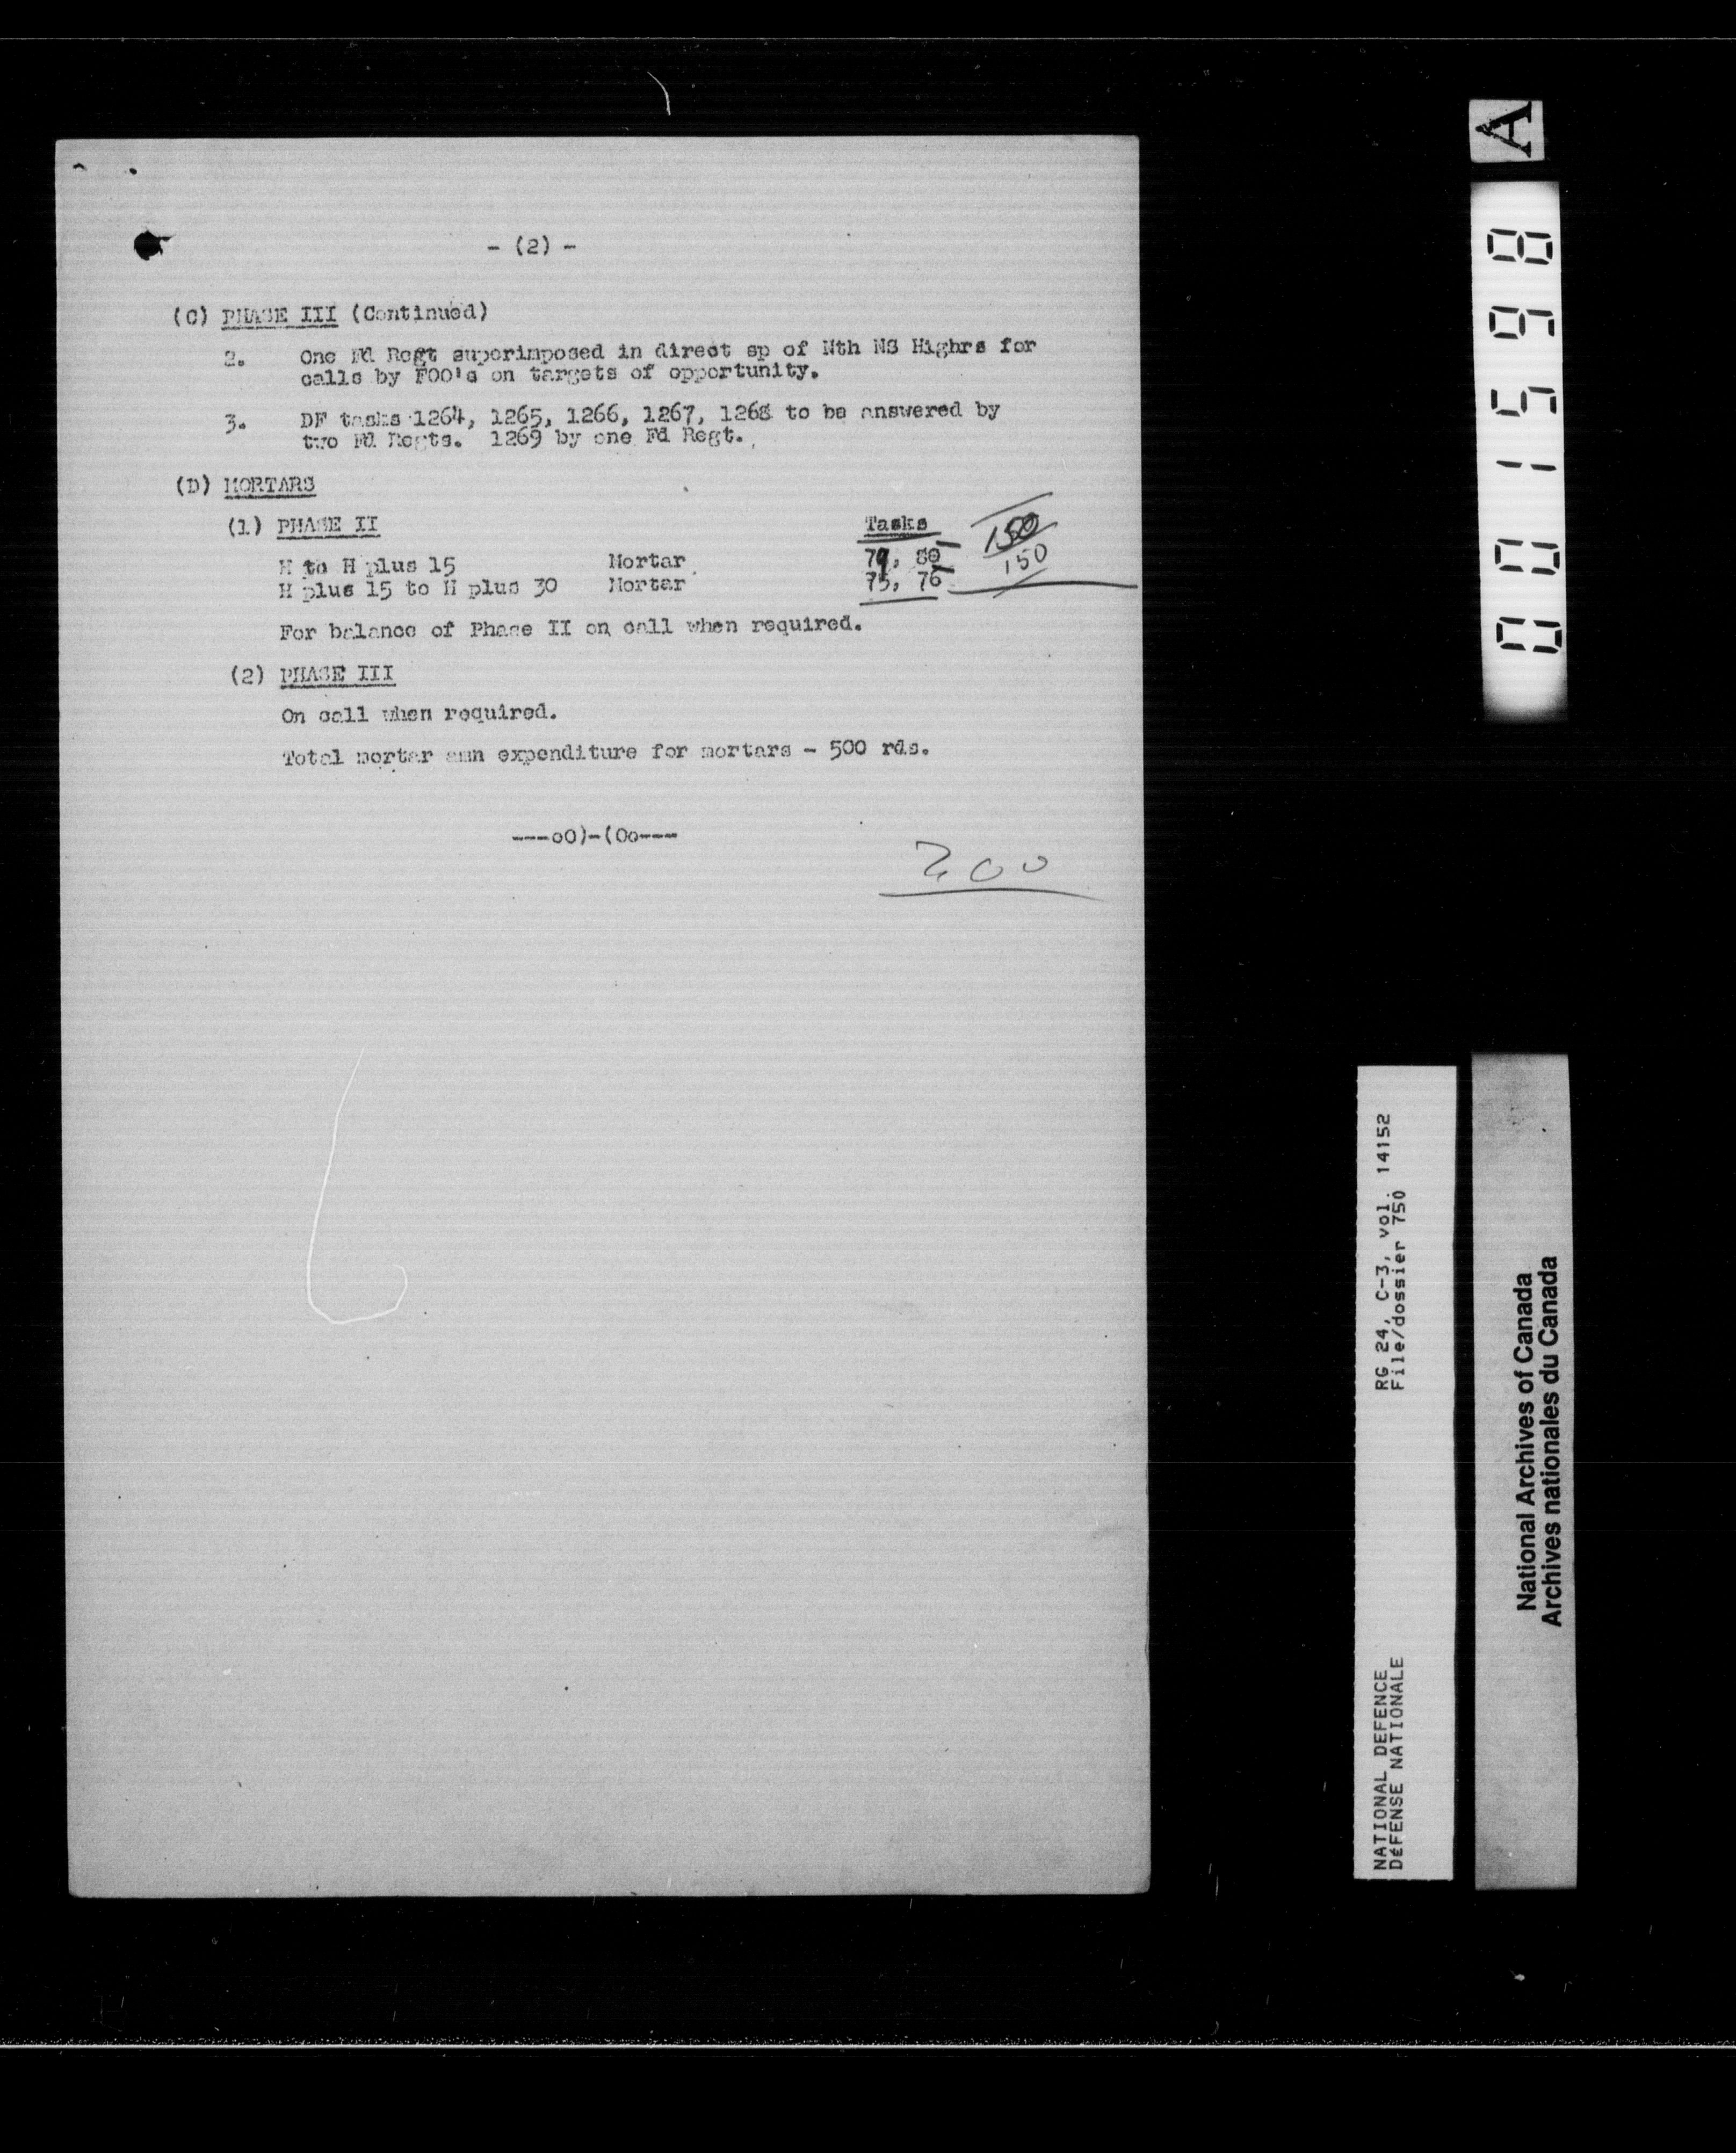 - (2) -
(C) PHASE III (Continued)
2. One Fd Regt superimposed in direct sp of Nth NS Highrs for
calls by FOO's on targets of opportunity.
3. DF tasks 1264, 1265, 1266, 1267, 1268 to be answered by
two Fd Regts. 1269 by one Fd Regt.
(D) MORTARS
(1) PHASE II Tasks
H to H plus 15 Mortar 79, 80 150
H plus 15 to H plus 30 Mortar 75, 76 150
For balance of Phase II on call when required.
(2) PHASE III
On call when required.
Total mortar amn expenditure for mortars - 500 rds.
---oO)-(Oo---
200
A
001598
RG 24, C-3, vol. 14152
File/dossier 750
NATIONAL DEFENCE
DéFENSE NATIONALE
National Archives of Canada
Archives nationales du Canada